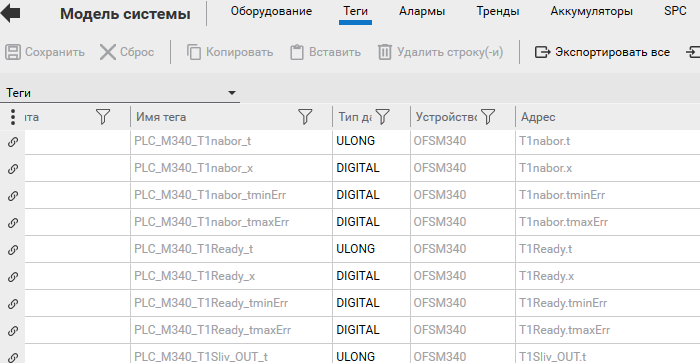 Модель системы Оборудование Теги Алармы Тренды Аккумуляторы SPC
Сохранить Сброс Копировать Вставить Удалить строку(-и) Экспортировать все
Теги
та Имя тега Тип да Устройство Адрес
PLC_M340_T1nabor_t ULONG OFSM340 T1nabor.t
PLC_M340_T1nabor_x DIGITAL OFSM340 T1nabor.x
PLC_M340_T1nabor_tminErr DIGITAL OFSM340 T1nabor.tminErr
PLC_M340_T1nabor_tmaxErr DIGITAL OFSM340 T1nabor.tmaxErr
PLC_M340_T1Ready_t ULONG OFSM340 T1Ready.t
PLC_M340_T1Ready_x DIGITAL OFSM340 T1Ready.x
PLC_M340_T1Ready_tminErr DIGITAL OFSM340 T1Ready.tminErr
PLC_M340_T1Ready_tmaxErr DIGITAL OFSM340 T1Ready.tmaxErr
PLC_M340_T1Sliv_OUT_t ULONG OFSM340 T1Sliv_OUT.t